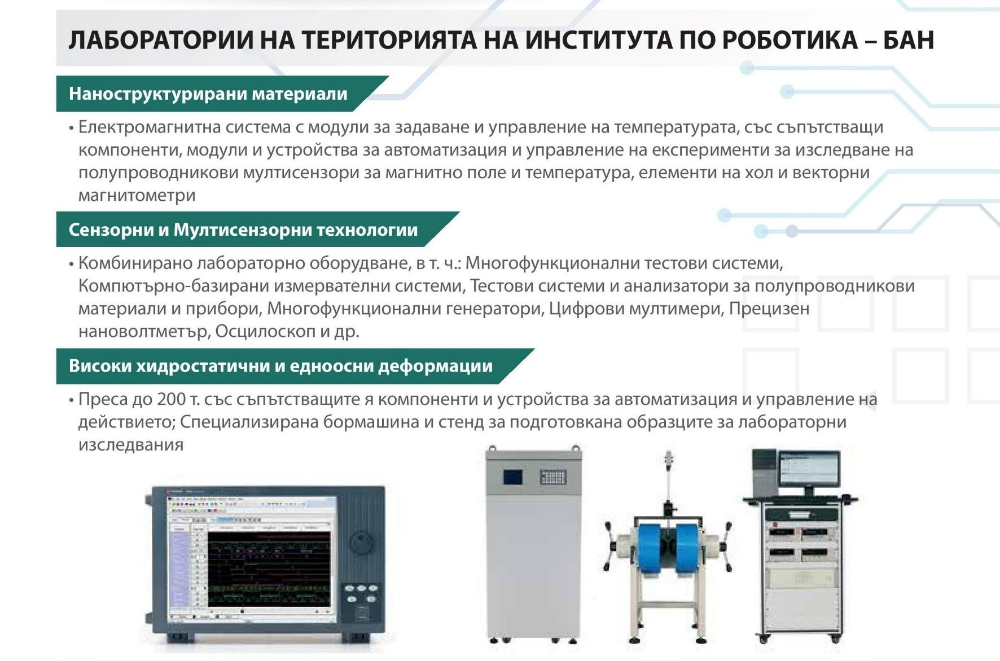 ЛАБОРАТОРИИ НА ТЕРИТОРИЯТА НА ИНСТИТУТА ПО РОБОТИКА – БАН
Наноструктурирани материали
• Електромагнитна система с модули за задаване и управление на температурата, със съпътстващи
компоненти, модули и устройства за автоматизация и управление на експерименти за изследване на
полупроводникови мултисензори за магнитно поле и температура, елементи на хол и векторни
магнитометри
Сензорни и Мултисензорни технологии
• Комбинирано лабораторно оборудване, в т. ч.: Многофункционални тестови системи,
Компютърно-базирани измервателни системи, Тестови системи и анализатори за полупроводникови
материали и прибори, Многофункционални генератори, Цифрови мултимери, Прецизен
нановолтметър, Осцилоскоп и др.
Високи хидростатични и едноосни деформации
• Преса до 200 т. със съпътстващите я компоненти и устройства за автоматизация и управление на
действието; Специализирана бормашина и стенд за подготовкана образците за лабораторни
изследвания